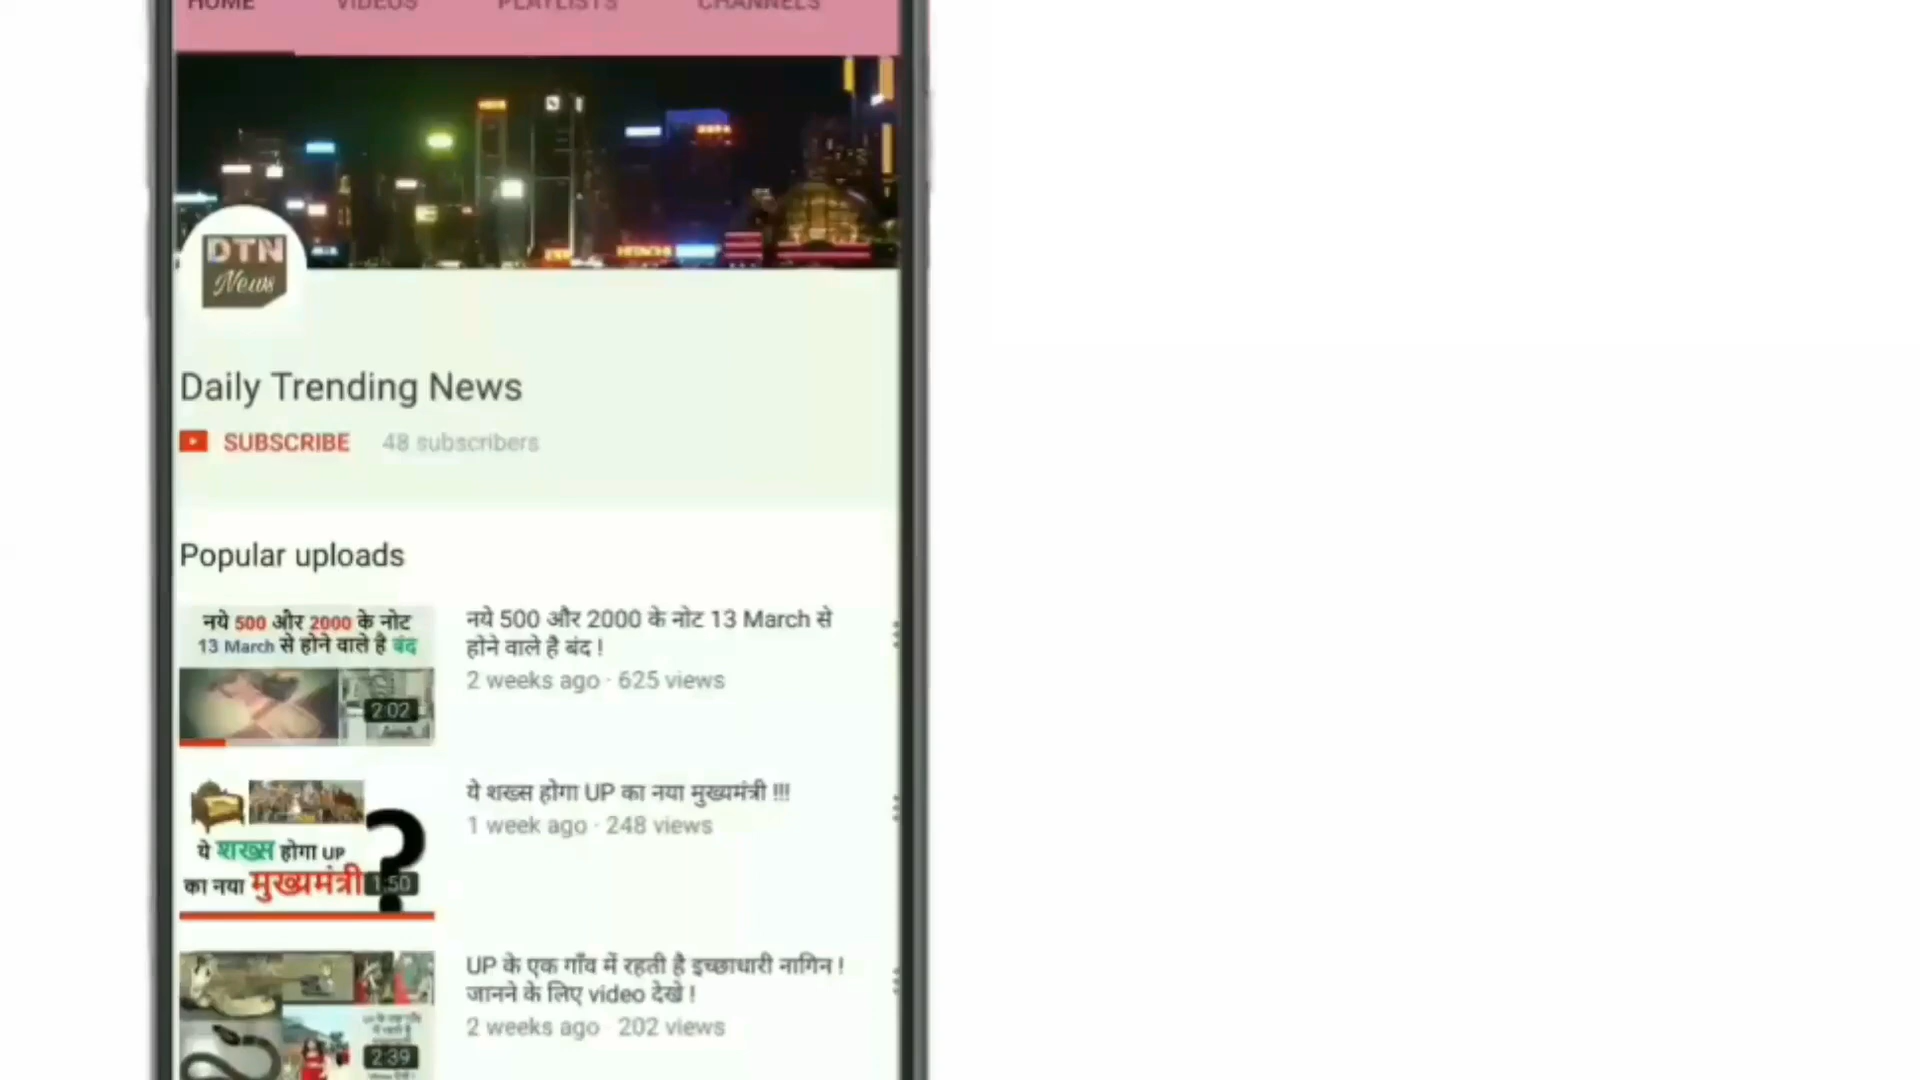 HOME VIDEOS PLAYLISTS CHANNELS
HITACHI
DTN
News
Daily Trending News
SUBSCRIBE 48 subscribers
Popular uploads
नये 500 और 2000 के नोट
13 March से होने वाले है बंद
2:02
नये 500 और 2000 के नोट 13 March से
होने वाले है बंद !
2 weeks ago · 625 views
ये शख्स होगा UP
का नया मुख्यमंत्री
?
1:50
ये शख्स होगा UP का नया मुख्यमंत्री !!!
1 week ago · 248 views
2:39
UP के एक गाँव में रहती है इच्छाधारी नागिन !
जानने के लिए video देखे !
2 weeks ago · 202 views